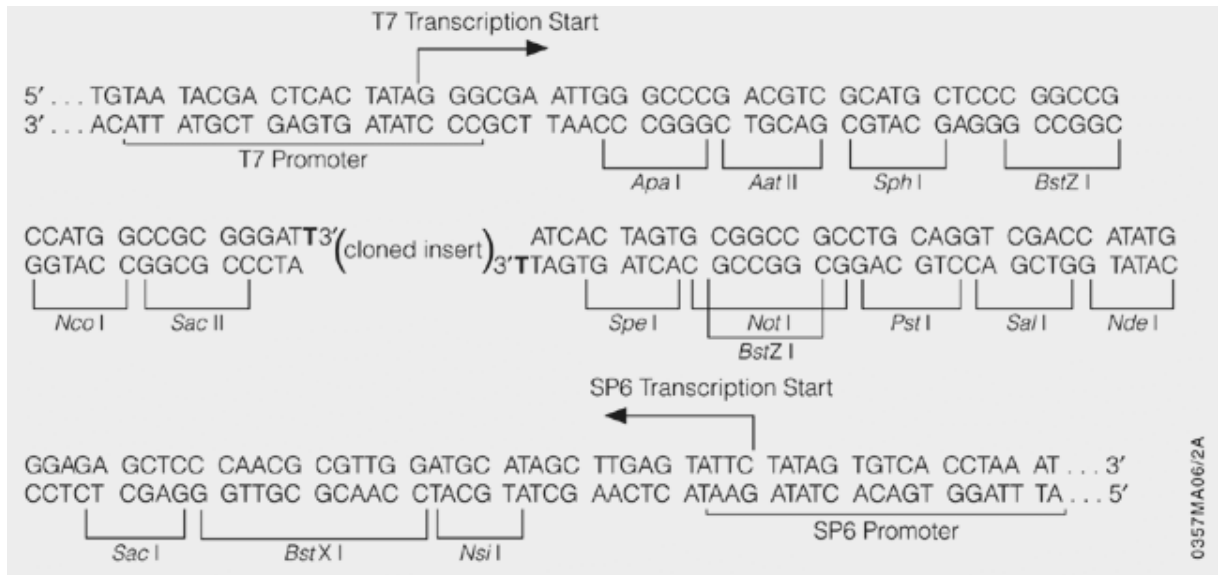 T7 Transcription Start
5′ . . . TGTAA TACGA CTCAC TATAG GGCGA ATTGG GCCCG ACGTC GCATG CTCCC GGCCG
3′ . . . ACATT ATGCT GAGTG ATATC CCGCT TAACC CGGGC TGCAG CGTAC GAGGG CCGGC
T7 Promoter
Apa I Aat II Sph I BstZ I
CCATG GCCGC GGGATT3′ (cloned insert) ATCAC TAGTG CGGCC GCCTG CAGGT CGACC ATATG
GGTAC CGGCG CCCTA 3′TTAGTG ATCAC GCCGG CGGAC GTCCA GCTGG TATAC
Nco I Sac II Spe I Not I Pst I Sal I Nde I
BstZ I
SP6 Transcription Start
GGAGA GCTCC CAACG CGTTG GATGC ATAGC TTGAG TATTC TATAG TGTCA CCTAA AT . . . 3′
CCTCT CGAGG GTTGC GCAAC CTACG TATCG AACTC ATAAG ATATC ACAGT GGATT TA . . . 5′
SP6 Promoter
Sac I BstX I Nsi I
0357MA06/2A